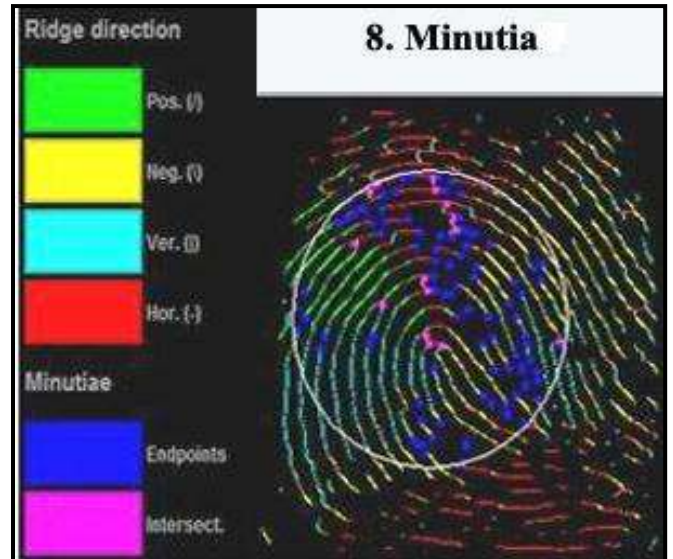 Ridge direction
8. Minutia
Pos. (/)
Neg. (\)
Ver. (|)
Hor. (-)
Minutiae
Endpoints
Intersect.